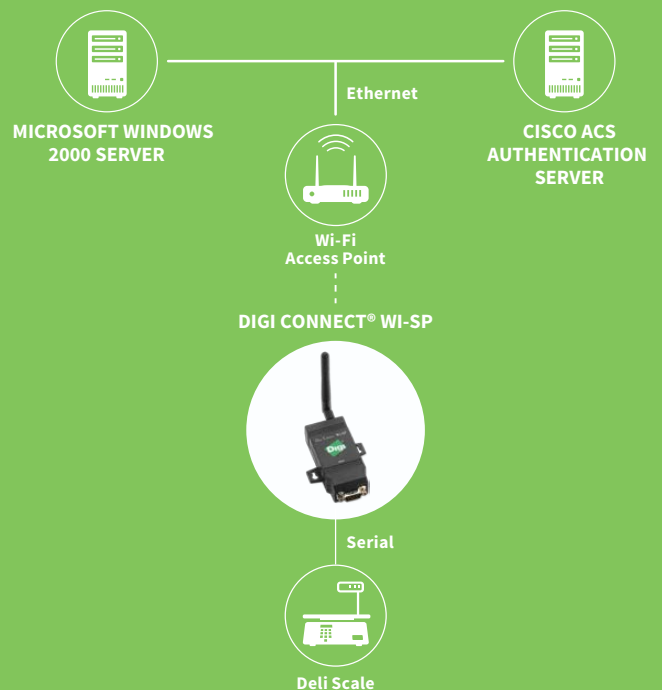 Ethernet
MICROSOFT WINDOWS
2000 SERVER
CISCO ACS
AUTHENTICATION
SERVER
Wi-Fi
Access Point
DIGI CONNECT® WI-SP
Digi
Serial
Deli Scale